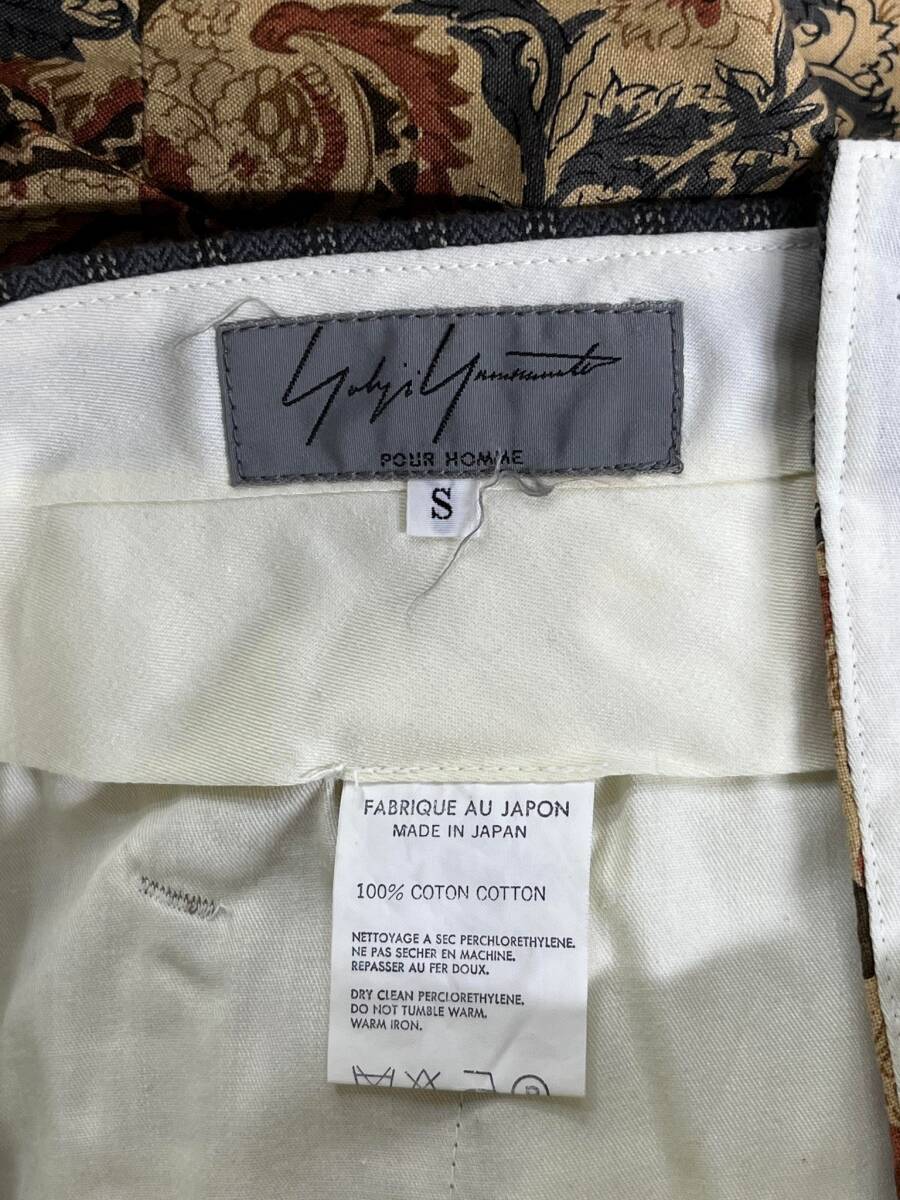 Yohji Yamamoto
POUR HOMME
S
FABRIQUE AU JAPON
MADE IN JAPAN
100% COTON COTTON
NETTOYAGE A SEC PERCHLORETHYLENE.
NE PAS SECHER EN MACHINE.
REPASSER AU FER DOUX.
DRY CLEAN PERCLORETHYLENE.
DO NOT TUMBLE WARM.
WARM IRON.